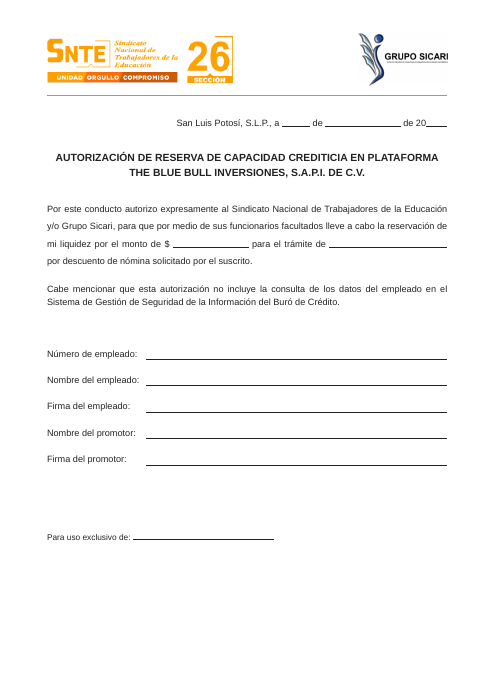 SNTE
Sindicato
Nacional de
Trabajadores de la
Educación
UNIDAD ORGULLO COMPROMISO
26
SECCIÓN
GRUPO SICARI
San Luis Potosí, S.L.P., a ______ de ________________ de 20____
AUTORIZACIÓN DE RESERVA DE CAPACIDAD CREDITICIA EN PLATAFORMA
THE BLUE BULL INVERSIONES, S.A.P.I. DE C.V.
Por este conducto autorizo expresamente al Sindicato Nacional de Trabajadores de la Educación
y/o Grupo Sicari, para que por medio de sus funcionarios facultados lleve a cabo la reservación de
mi liquidez por el monto de $ ________________ para el trámite de _________________________
por descuento de nómina solicitado por el suscrito.
Cabe mencionar que esta autorización no incluye la consulta de los datos del empleado en el
Sistema de Gestión de Seguridad de la Información del Buró de Crédito.
Número de empleado:
Nombre del empleado:
Firma del empleado:
Nombre del promotor:
Firma del promotor:
Para uso exclusivo de: ______________________________